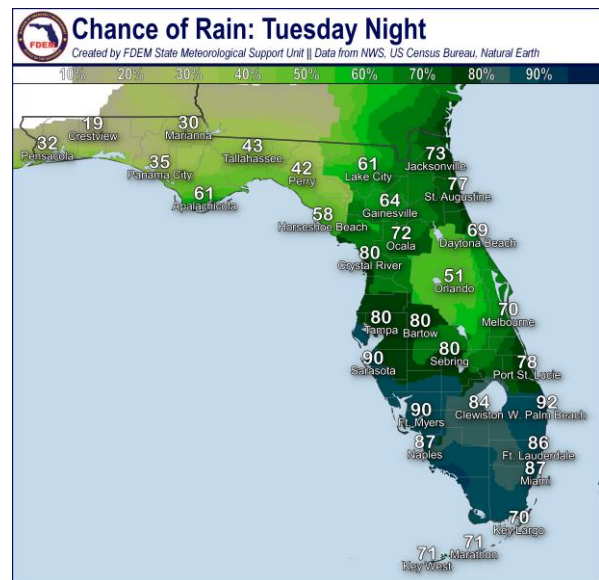 FDEM
Chance of Rain: Tuesday Night
Created by FDEM State Meteorological Support Unit || Data from NWS, US Census Bureau, Natural Earth
10% 20% 30% 40% 50% 60% 70% 80% 90%
19
Crestview
30
Marianna
32
Pensacola
43
Tallahassee
35
Panama City
42
Perry
61
Lake City
73
Jacksonville
61
Apalachicola
77
St. Augustine
64
Gainesville
58
Horseshoe Beach
72
Ocala
69
Daytona Beach
80
Crystal River
51
Orlando
70
Melbourne
80
Tampa
80
Bartow
80
Sebring
90
Sarasota
78
Port St. Lucie
90
Ft. Myers
84
Clewiston
92
W. Palm Beach
87
Naples
86
Ft. Lauderdale
87
Miami
70
Key Largo
71
Marathon
71
Key West